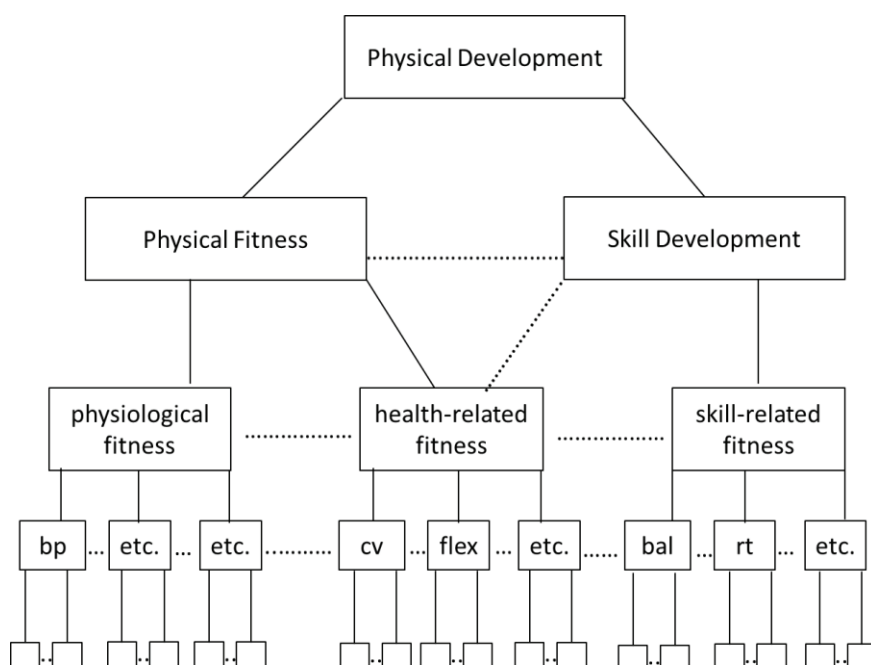 Physical Development
Physical Fitness
Skill Development
physiological
fitness
health-related
fitness
skill-related
fitness
bp
etc.
etc.
cv
flex
etc.
bal
rt
etc.